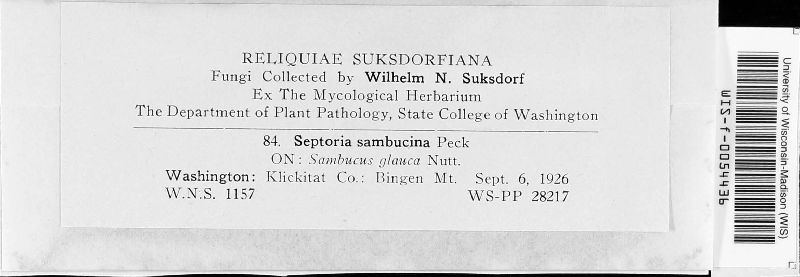 RELIQUIAE SUKSDORFIANA
Fungi Collected by Wilhelm N. Suksdorf
Ex The Mycological Herbarium
The Department of Plant Pathology, State College of Washington
84. Septoria sambucina Peck
ON: Sambucus glauca Nutt.
Washington: Klickitat Co.: Bingen Mt. Sept. 6, 1926
W.N.S. 1157 WS-PP 28217
University of Wisconsin-Madison (WIS)
WIS-f-0054436